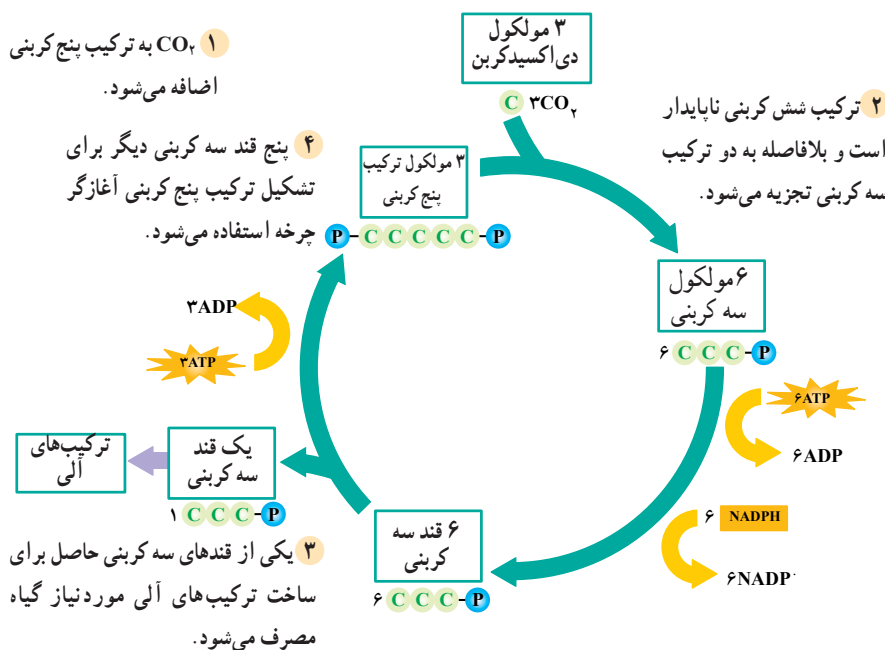 ۱ CO۲ به ترکیب پنج کربنی
اضافه می‌شود.
۳ مولکول
دی‌اکسیدکربن
C ۳CO۲
۲ ترکیب شش کربنی ناپایدار
است و بلافاصله به دو ترکیب
سه کربنی تجزیه می‌شود.
۴ پنج قند سه کربنی دیگر برای
تشکیل ترکیب پنج کربنی آغازگر
چرخه استفاده می‌شود.
۳ مولکول ترکیب
پنج کربنی
P-C C C C C-P
۶مولکول
سه کربنی
۶ C C C-P
۳ADP
۳ATP
۶ATP
۶ADP
۶ NADPH
۶NADP
۶ قند سه
کربنی
۶ C C C-P
یک قند
سه کربنی
۱ C C C-P
ترکیب‌های
آلی
۳ یکی از قندهای سه کربنی حاصل برای
ساخت ترکیب‌های آلی موردنیاز گیاه
مصرف می‌شود.